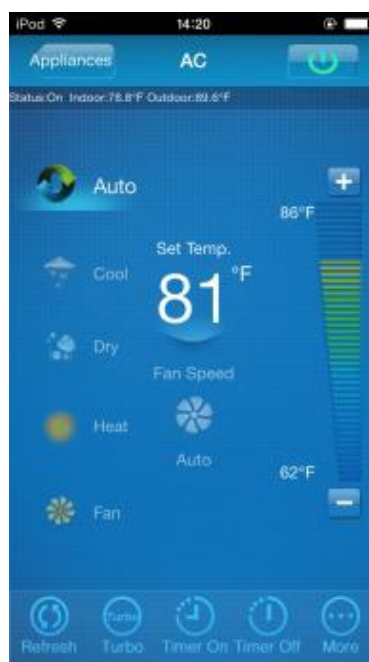 iPod 14:20
Appliances AC
Status:On Indoor:78.8°F Outdoor:89.6°F
Auto
+
86°F
Set Temp.
Cool
81°F
Dry
Fan Speed
Heat
Auto
62°F
−
Fan
Turbo
Refresh Turbo Timer On Timer Off More